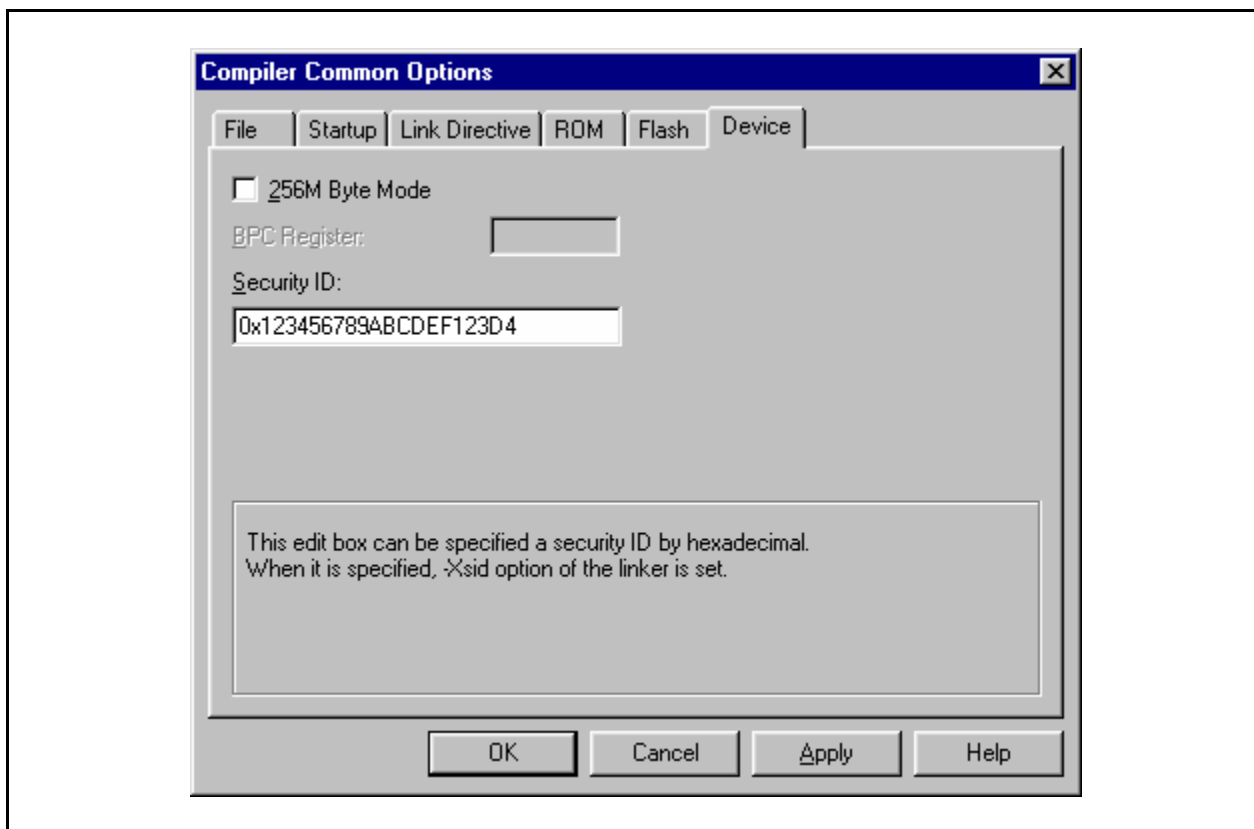 Compiler Common Options
File Startup Link Directive ROM Flash Device
256M Byte Mode
BPC Register:
Security ID:
0x123456789ABCDEF123D4
This edit box can be specified a security ID by hexadecimal.
When it is specified, -Xsid option of the linker is set.
OK Cancel Apply Help